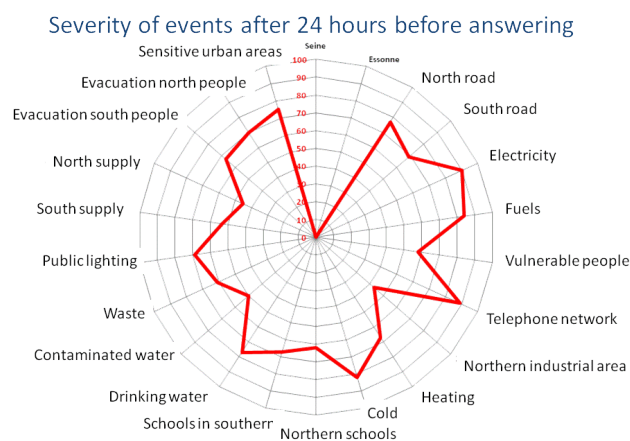 Severity of events after 24 hours before answering
Seine
Essonne
North road
South road
Electricity
Fuels
Vulnerable people
Telephone network
Northern industrial area
Heating
Cold
Northern schools
Schools in southerr
Drinking water
Contaminated water
Waste
Public lighting
South supply
North supply
Evacuation south people
Evacuation north people
Sensitive urban areas
100
90
80
70
60
50
40
30
20
10
0